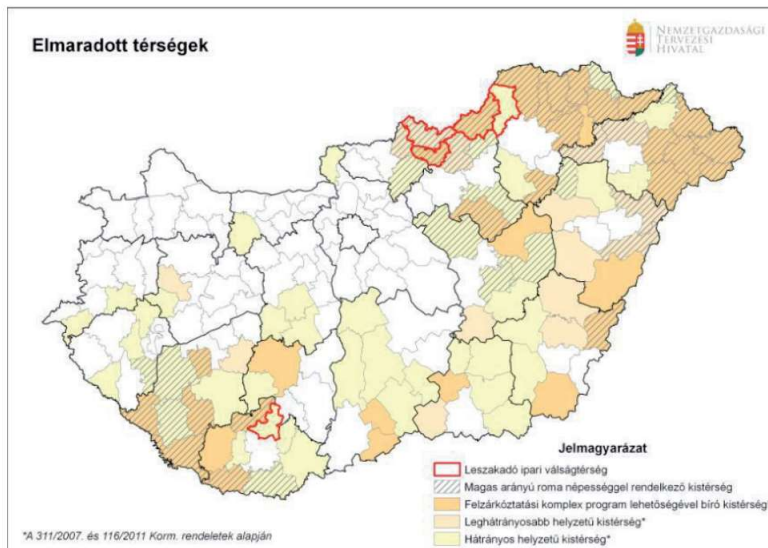 Elmaradott térségek
NEMZETGAZDASÁGI
TERVEZÉSI
HIVATAL
Jelmagyarázat
Leszakadó ipari válságtérség
Magas arányú roma népességgel rendelkező kistérség
Felzárkóztatási komplex program lehetőségével bíró kistérség*
Leghátrányosabb helyzetű kistérség*
Hátrányos helyzetű kistérség*
*A 311/2007. és 116/2011 Korm. rendeletek alapján